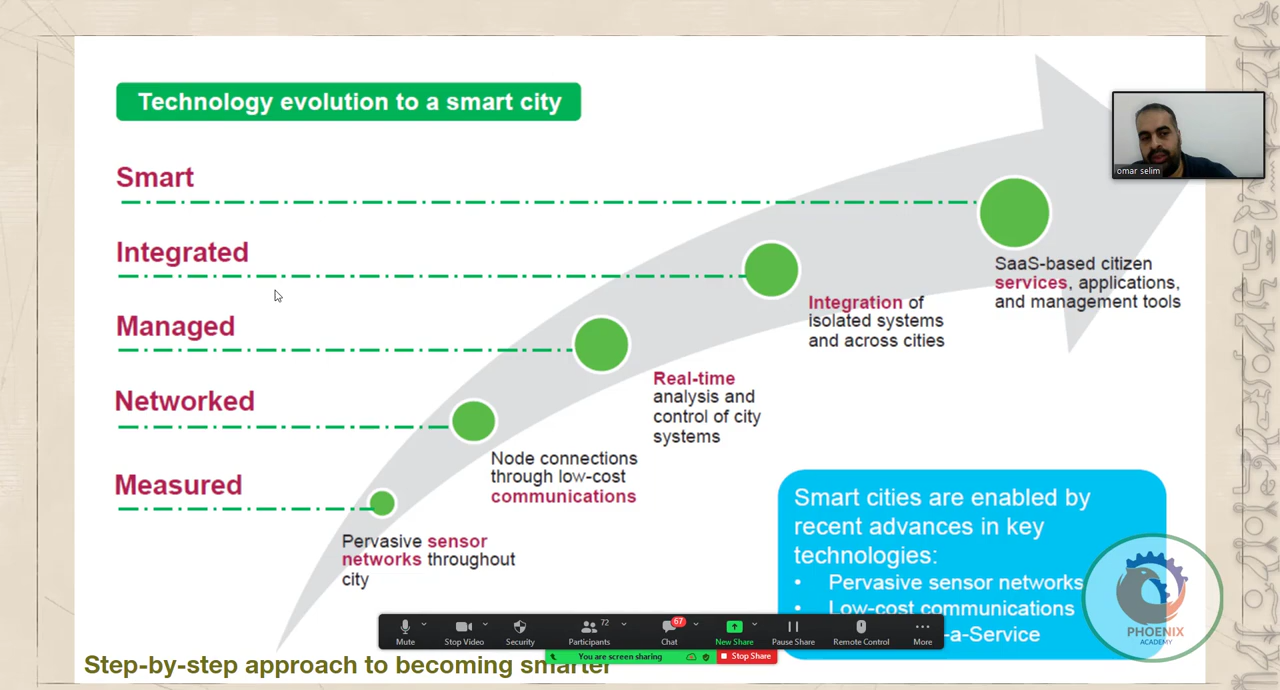 Technology evolution to a smart city
Smart
Integrated
Managed
Networked
Measured
omar selim
SaaS-based citizen
services, applications,
and management tools
Integration of
isolated systems
and across cities
Real-time
analysis and
control of city
systems
Node connections
through low-cost
communications
Pervasive sensor
networks throughout
city
Smart cities are enabled by
recent advances in key
technologies:
• Pervasive sensor networks
• Low-cost communications
-a-Service
PHOENIX
ACADEMY
Mute
Stop Video
Security
72
Participants
67
Chat
New Share
Pause Share
Remote Control
More
You are screen sharing
Stop Share
Step-by-step approach to becoming smarter